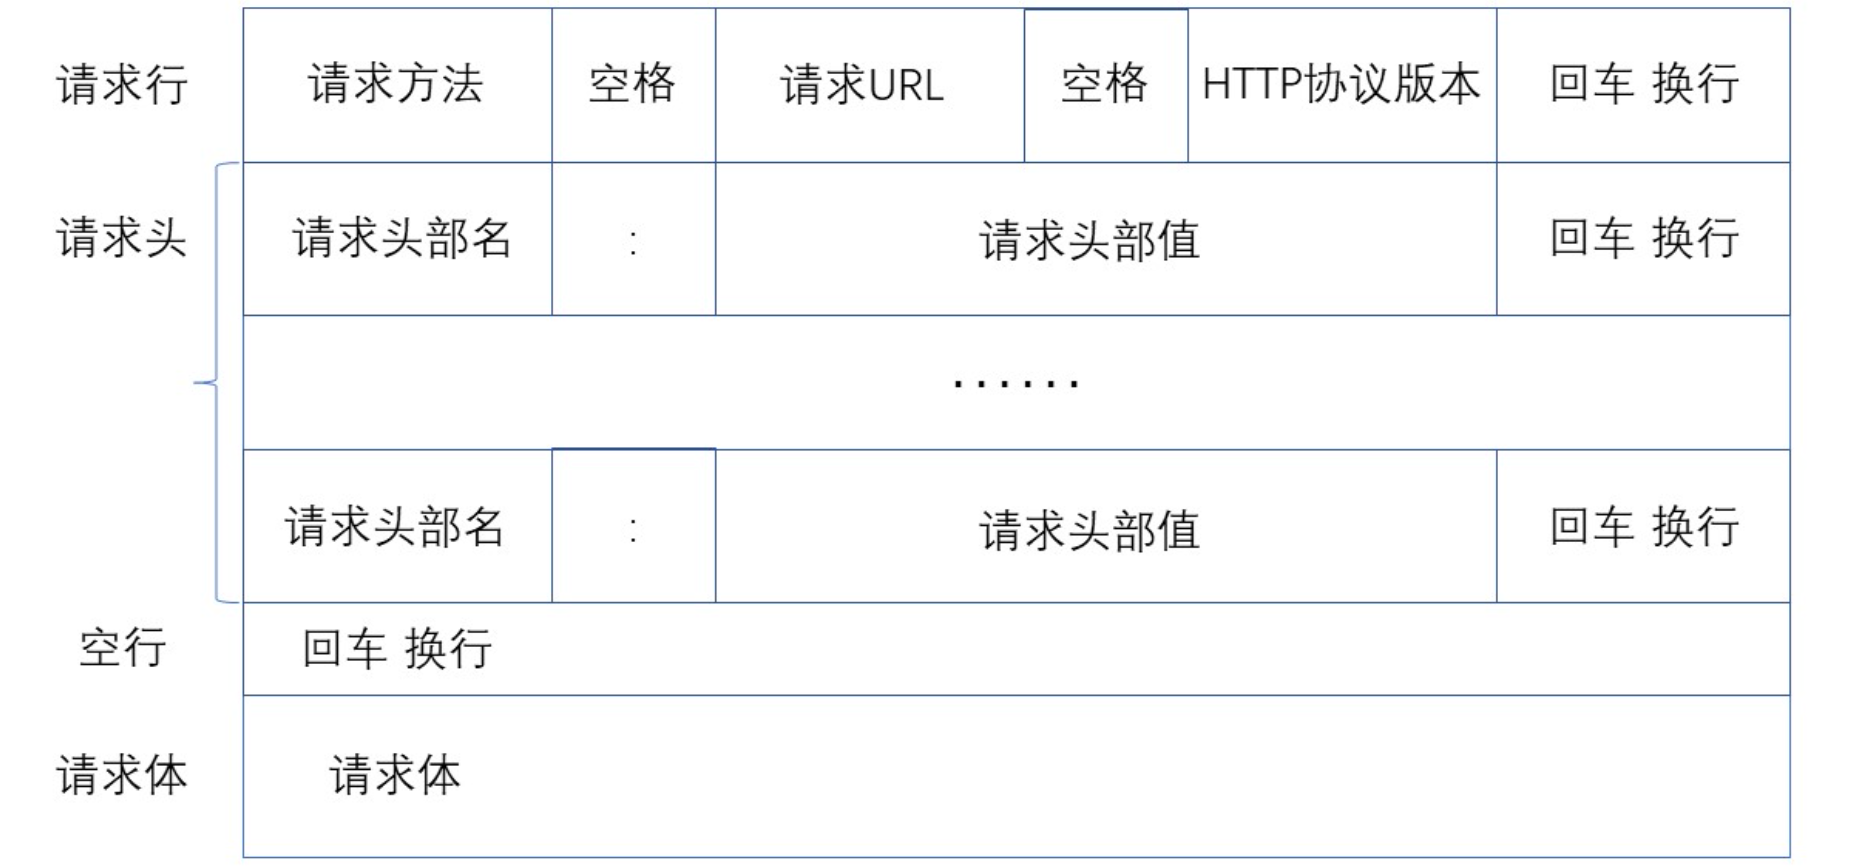 请求行 请求方法 空格 请求URL 空格 HTTP协议版本 回车 换行
请求头 请求头部名 : 请求头部值 回车 换行
......
请求头部名 : 请求头部值 回车 换行
空行 回车 换行
请求体 请求体